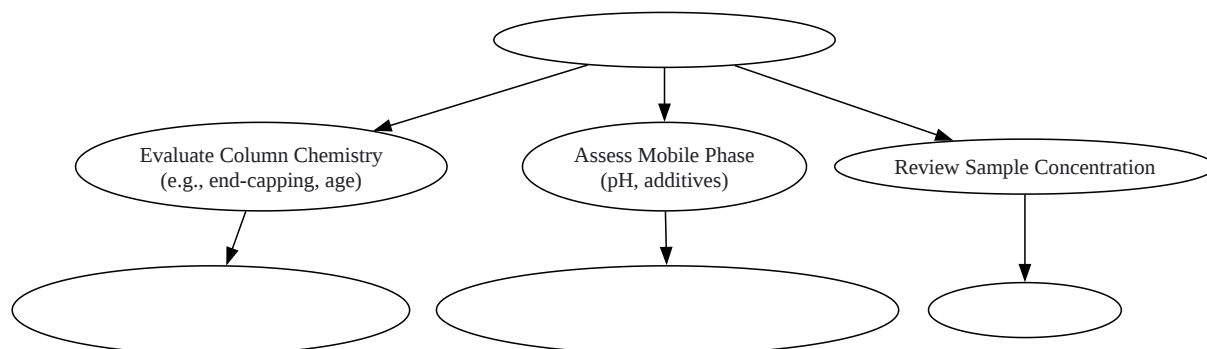 Evaluate Column Chemistry
(e.g., end-capping, age)
Assess Mobile Phase
(pH, additives)
Review Sample Concentration